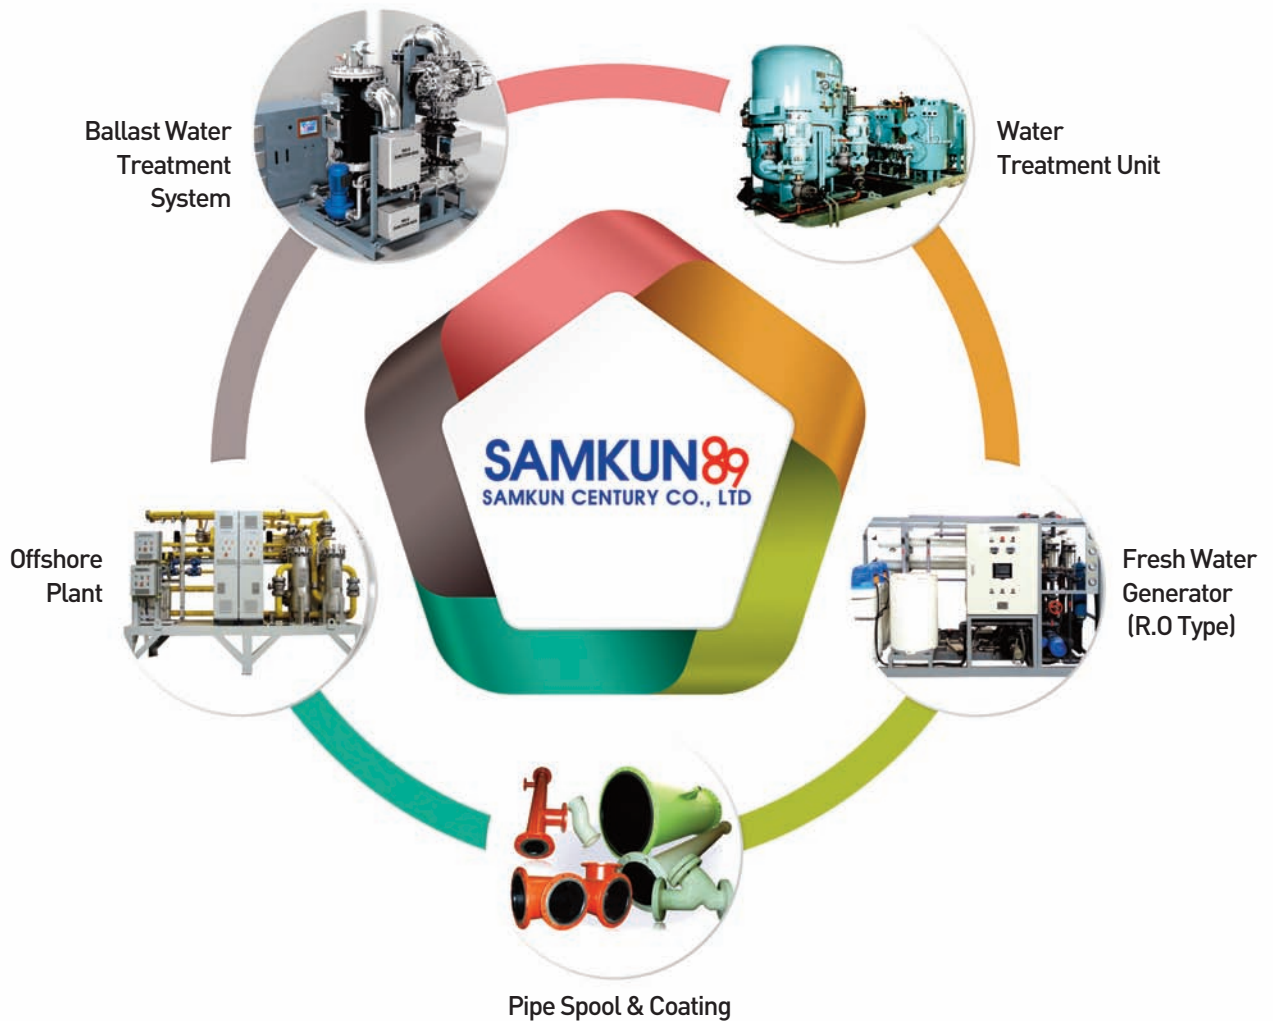 Ballast Water
Treatment
System
Water
Treatment Unit
SAMKUN89
SAMKUN CENTURY CO., LTD
Offshore
Plant
Fresh Water
Generator
(R.O Type)
Pipe Spool & Coating